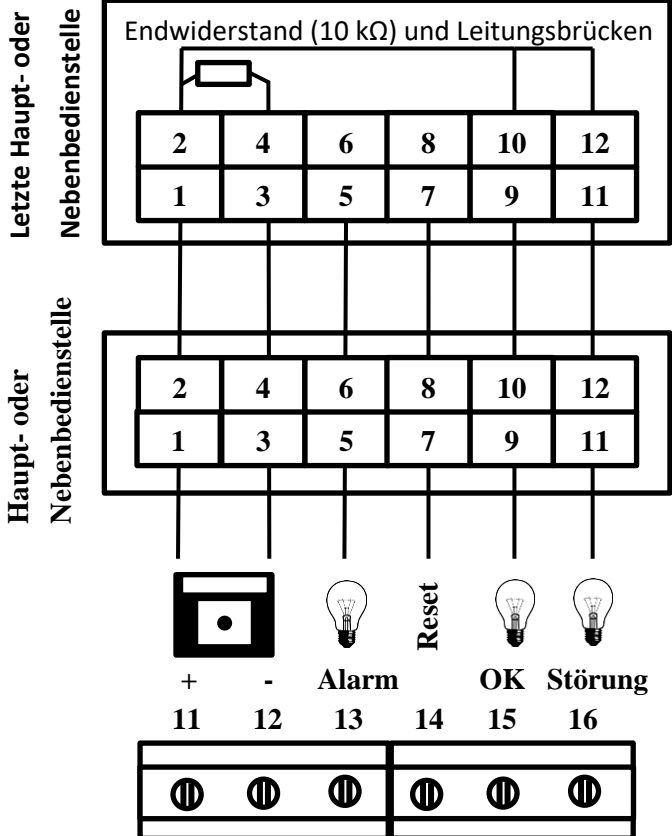 Endwiderstand (10 kΩ) und Leitungsbrücken
Letzte Haupt- oder
Nebenbedienstelle
2 4 6 8 10 12
1 3 5 7 9 11
Haupt- oder
Nebenbedienstelle
2 4 6 8 10 12
1 3 5 7 9 11
Reset
+ - Alarm OK Störung
11 12 13 14 15 16